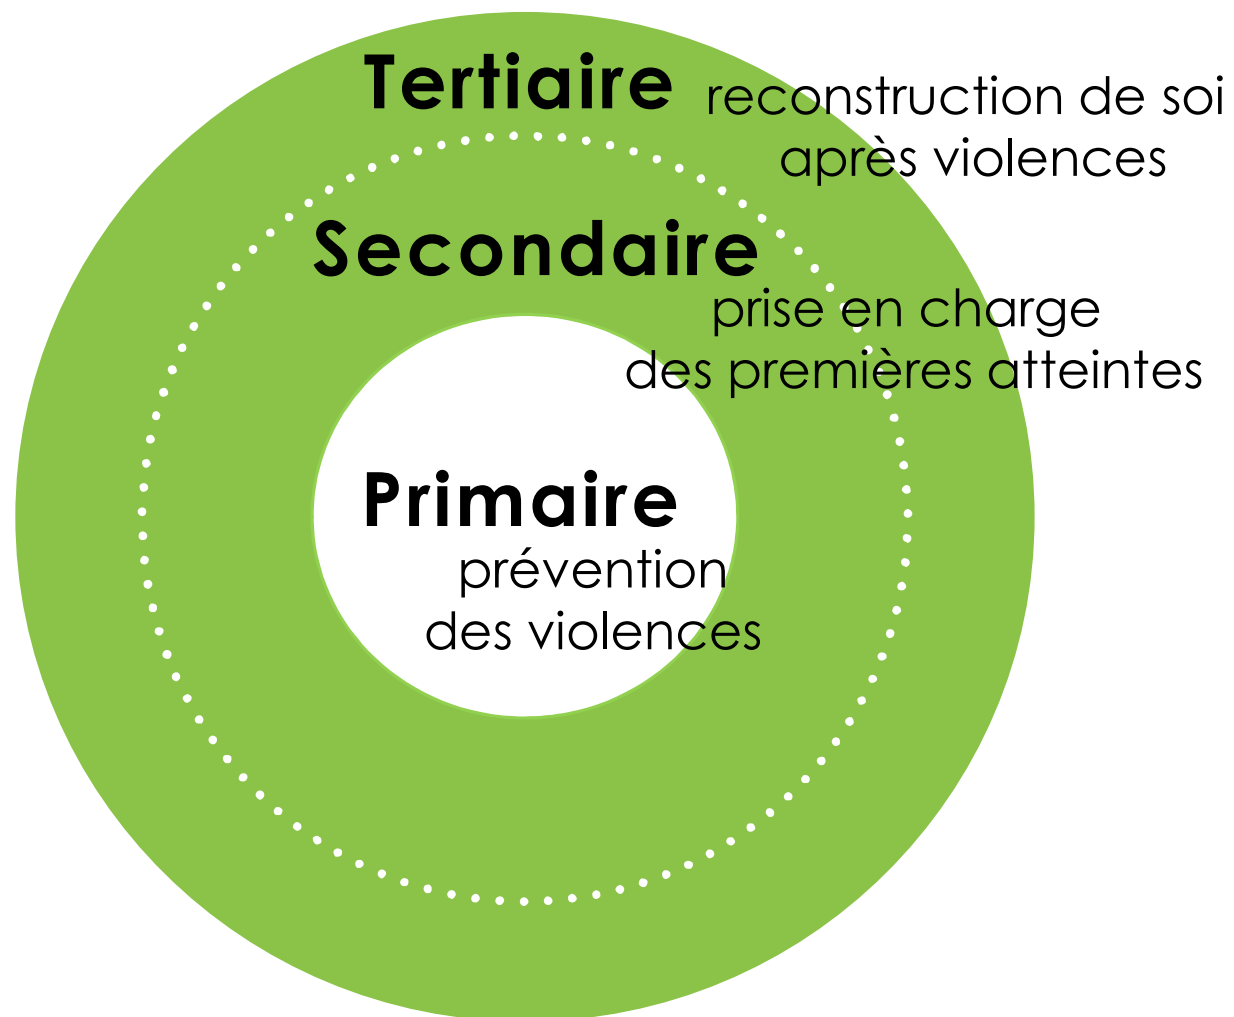 Tertiaire
reconstruction de soi
après violences
Secondaire
prise en charge
des premières atteintes
Primaire
prévention
des violences